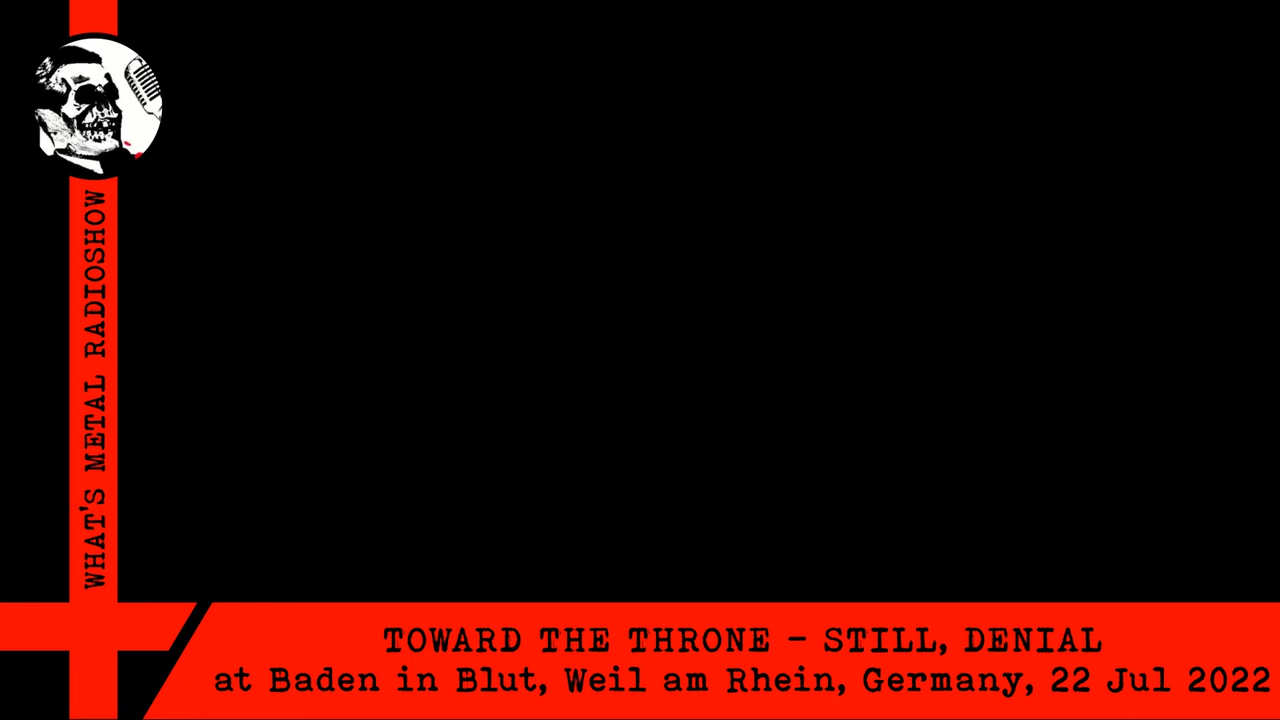 WHAT'S METAL RADIOSHOW
TOWARD THE THRONE - STILL, DENIAL
at Baden in Blut, Weil am Rhein, Germany, 22 Jul 2022